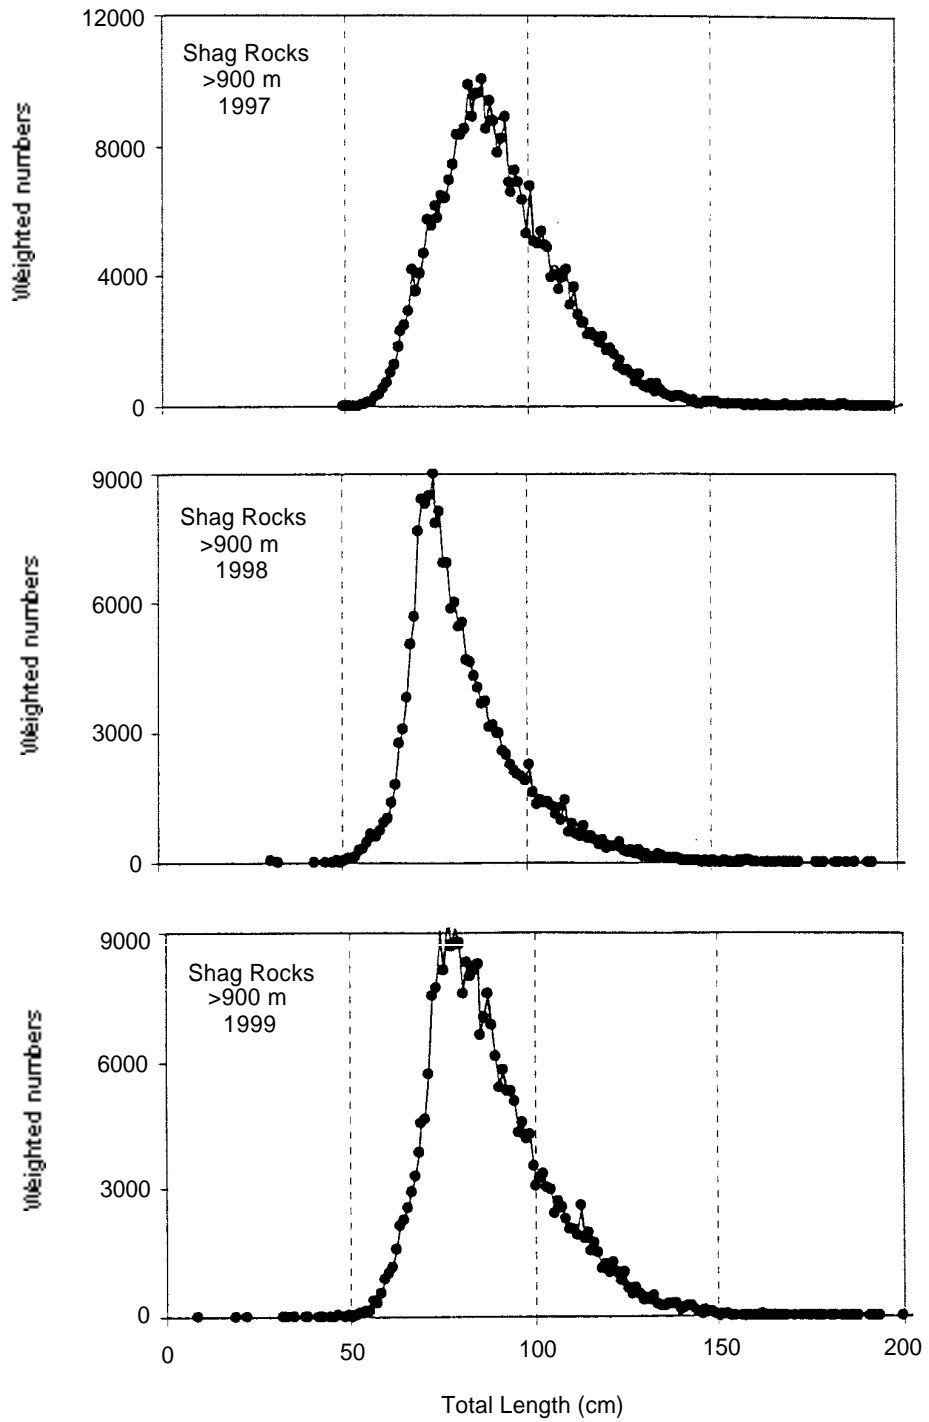 12000
Shag Rocks
>900 m
1997
8000
4000
0
Weighted numbers
9000
Shag Rocks
>900 m
1998
6000
3000
0
Weighted numbers
9000
Shag Rocks
>900 m
1999
6000
3000
0
Weighted numbers
0 50 100 150 200
Total Length (cm)